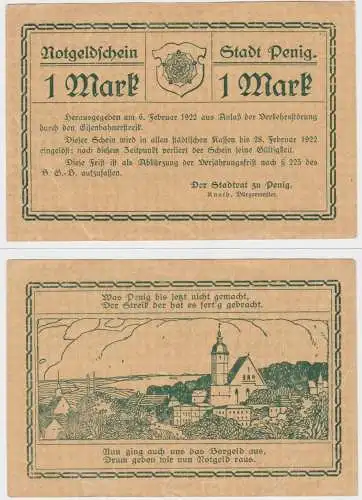 Notgeldschein Stadt Penig.
1 Mark 1 Mark
Herausgegeben am 6. Februar 1922 aus Anlaß der Verkehrsstörung
durch den Eisenbahnerstreik.
Dieser Schein wird in allen städtischen Kassen bis 28. Februar 1922
eingelöst; nach diesem Zeitpunkt verliert der Schein seine Gültigkeit.
Diese Frist ist als Abkürzung der Verjährungsfrist nach § 225 des
B. G.-B. aufzufassen.
Der Stadtrat zu Penig.
Bürgermeister.
Was Penig bis jetzt nicht gemacht,
Der Streik der hat es fert'g gebracht.
Nun ging auch uns das Bargeld aus,
Drum geben wir nun Notgeld raus.